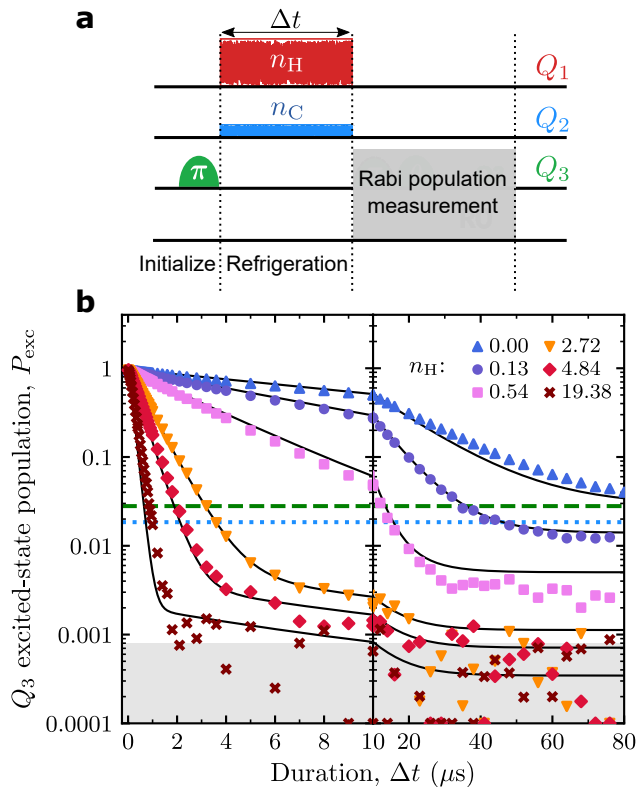 a
Δt
n_H
Q_1
n_C
Q_2
π
Q_3
Rabi population
measurement
Initialize Refrigeration
b
Q_3 excited-state population, P_exc
1
0.1
0.01
0.001
0.0001
n_H:
0.00
2.72
0.13
4.84
0.54
19.38
0 2 4 6 8 10 20 40 60 80
Duration, Δt (μs)